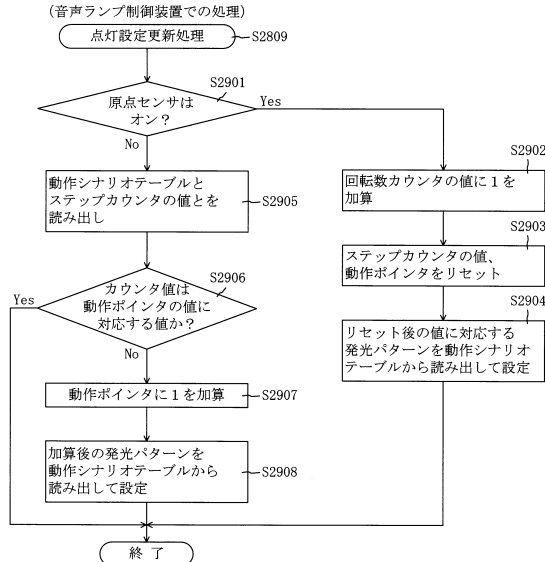 (音声ランプ制御装置での処理)
点灯設定更新処理
S2809
S2901
原点センサは
オン?
Yes
No
S2902
回転数カウンタの値に1を
加算
動作シナリオテーブルと
ステップカウンタの値とを
読み出し
S2905
S2903
ステップカウンタの値、
動作ポインタをリセット
S2906
カウンタ値は
動作ポインタの値に
対応する値か?
Yes
No
S2904
リセット後の値に対応する
発光パターンを動作シナリオ
テーブルから読み出して設定
動作ポインタに1を加算
S2907
加算後の発光パターンを
動作シナリオテーブルから
読み出して設定
S2908
終了